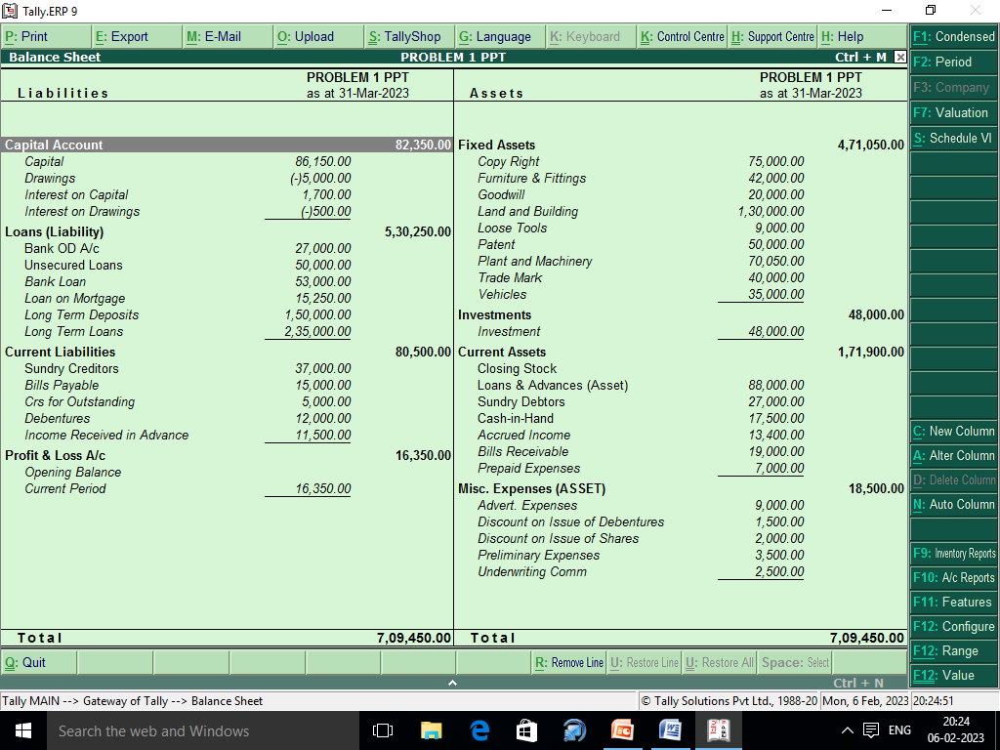 Tally.ERP 9
P: Print E: Export M: E-Mail O: Upload S: TallyShop G: Language K: Keyboard K: Control Centre H: Support Centre H: Help
Balance Sheet PROBLEM 1 PPT Ctrl + M
Liabilities PROBLEM 1 PPT as at 31-Mar-2023
Capital Account 82,350.00
Capital 86,150.00
Drawings (-)5,000.00
Interest on Capital 1,700.00
Interest on Drawings (-)500.00
Loans (Liability) 5,30,250.00
Bank OD A/c 27,000.00
Unsecured Loans 50,000.00
Bank Loan 53,000.00
Loan on Mortgage 15,250.00
Long Term Deposits 1,50,000.00
Long Term Loans 2,35,000.00
Current Liabilities 80,500.00
Sundry Creditors 37,000.00
Bills Payable 15,000.00
Crs for Outstanding 5,000.00
Debentures 12,000.00
Income Received in Advance 11,500.00
Profit & Loss A/c 16,350.00
Opening Balance
Current Period 16,350.00
Total 7,09,450.00
Assets PROBLEM 1 PPT as at 31-Mar-2023
Fixed Assets 4,71,050.00
Copy Right 75,000.00
Furniture & Fittings 42,000.00
Goodwill 20,000.00
Land and Building 1,30,000.00
Loose Tools 9,000.00
Patent 50,000.00
Plant and Machinery 70,050.00
Trade Mark 40,000.00
Vehicles 35,000.00
Investments 48,000.00
Investment 48,000.00
Current Assets 1,71,900.00
Closing Stock
Loans & Advances (Asset) 88,000.00
Sundry Debtors 27,000.00
Cash-in-Hand 17,500.00
Accrued Income 13,400.00
Bills Receivable 19,000.00
Prepaid Expenses 7,000.00
Misc. Expenses (ASSET) 18,500.00
Advert. Expenses 9,000.00
Discount on Issue of Debentures 1,500.00
Discount on Issue of Shares 2,000.00
Preliminary Expenses 3,500.00
Underwriting Comm 2,500.00
Total 7,09,450.00
F1: Condensed
F2: Period
F3: Company
F7: Valuation
S: Schedule VI
C: New Column
A: Alter Column
D: Delete Column
N: Auto Column
F9: Inventory Reports
F10: A/c Reports
F11: Features
F12: Configure
F12: Range
F12: Value
Q: Quit R: Remove Line U: Restore Line U: Restore All Space: Select
Ctrl + N
Tally MAIN --> Gateway of Tally --> Balance Sheet © Tally Solutions Pvt Ltd., 1988-20 Mon, 6 Feb, 2023 20:24:51
Search the web and Windows
ENG
20:24
06-02-2023